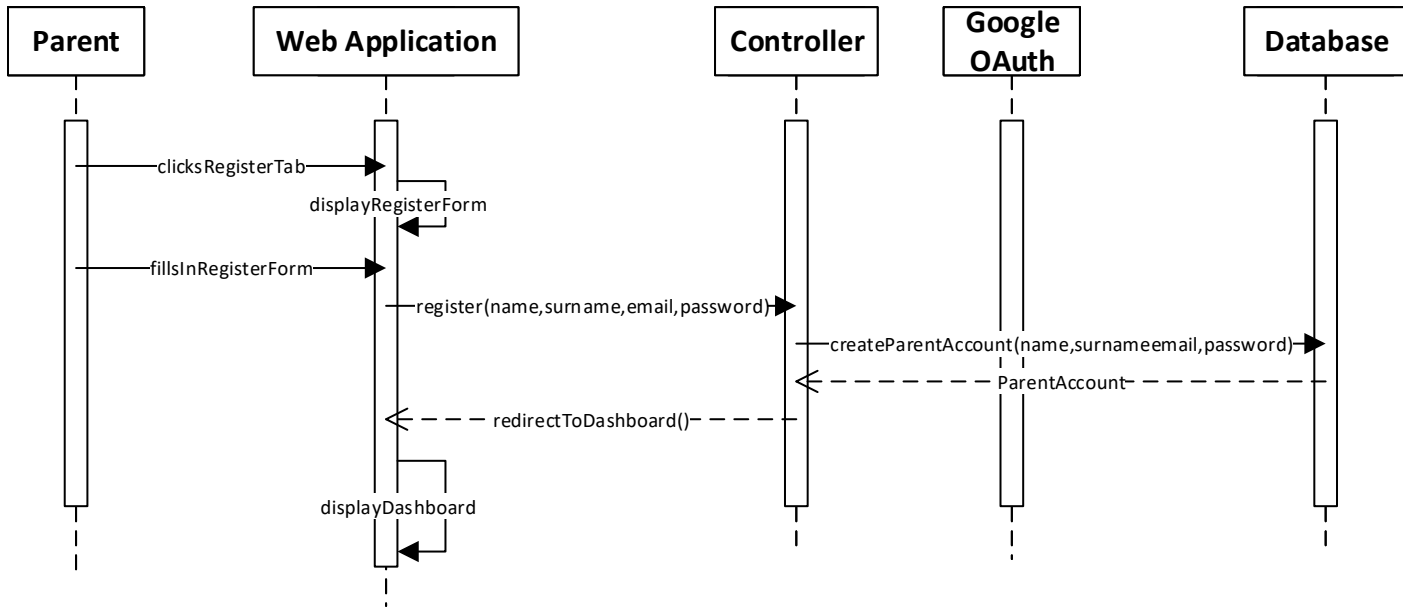 Parent
Web Application
Controller
Google
OAuth
Database
clicksRegisterTab
displayRegisterForm
fillsInRegisterForm
register(name,surname,email,password)
createParentAccount(name,surnameemail,password)
ParentAccount
redirectToDashboard()
displayDashboard